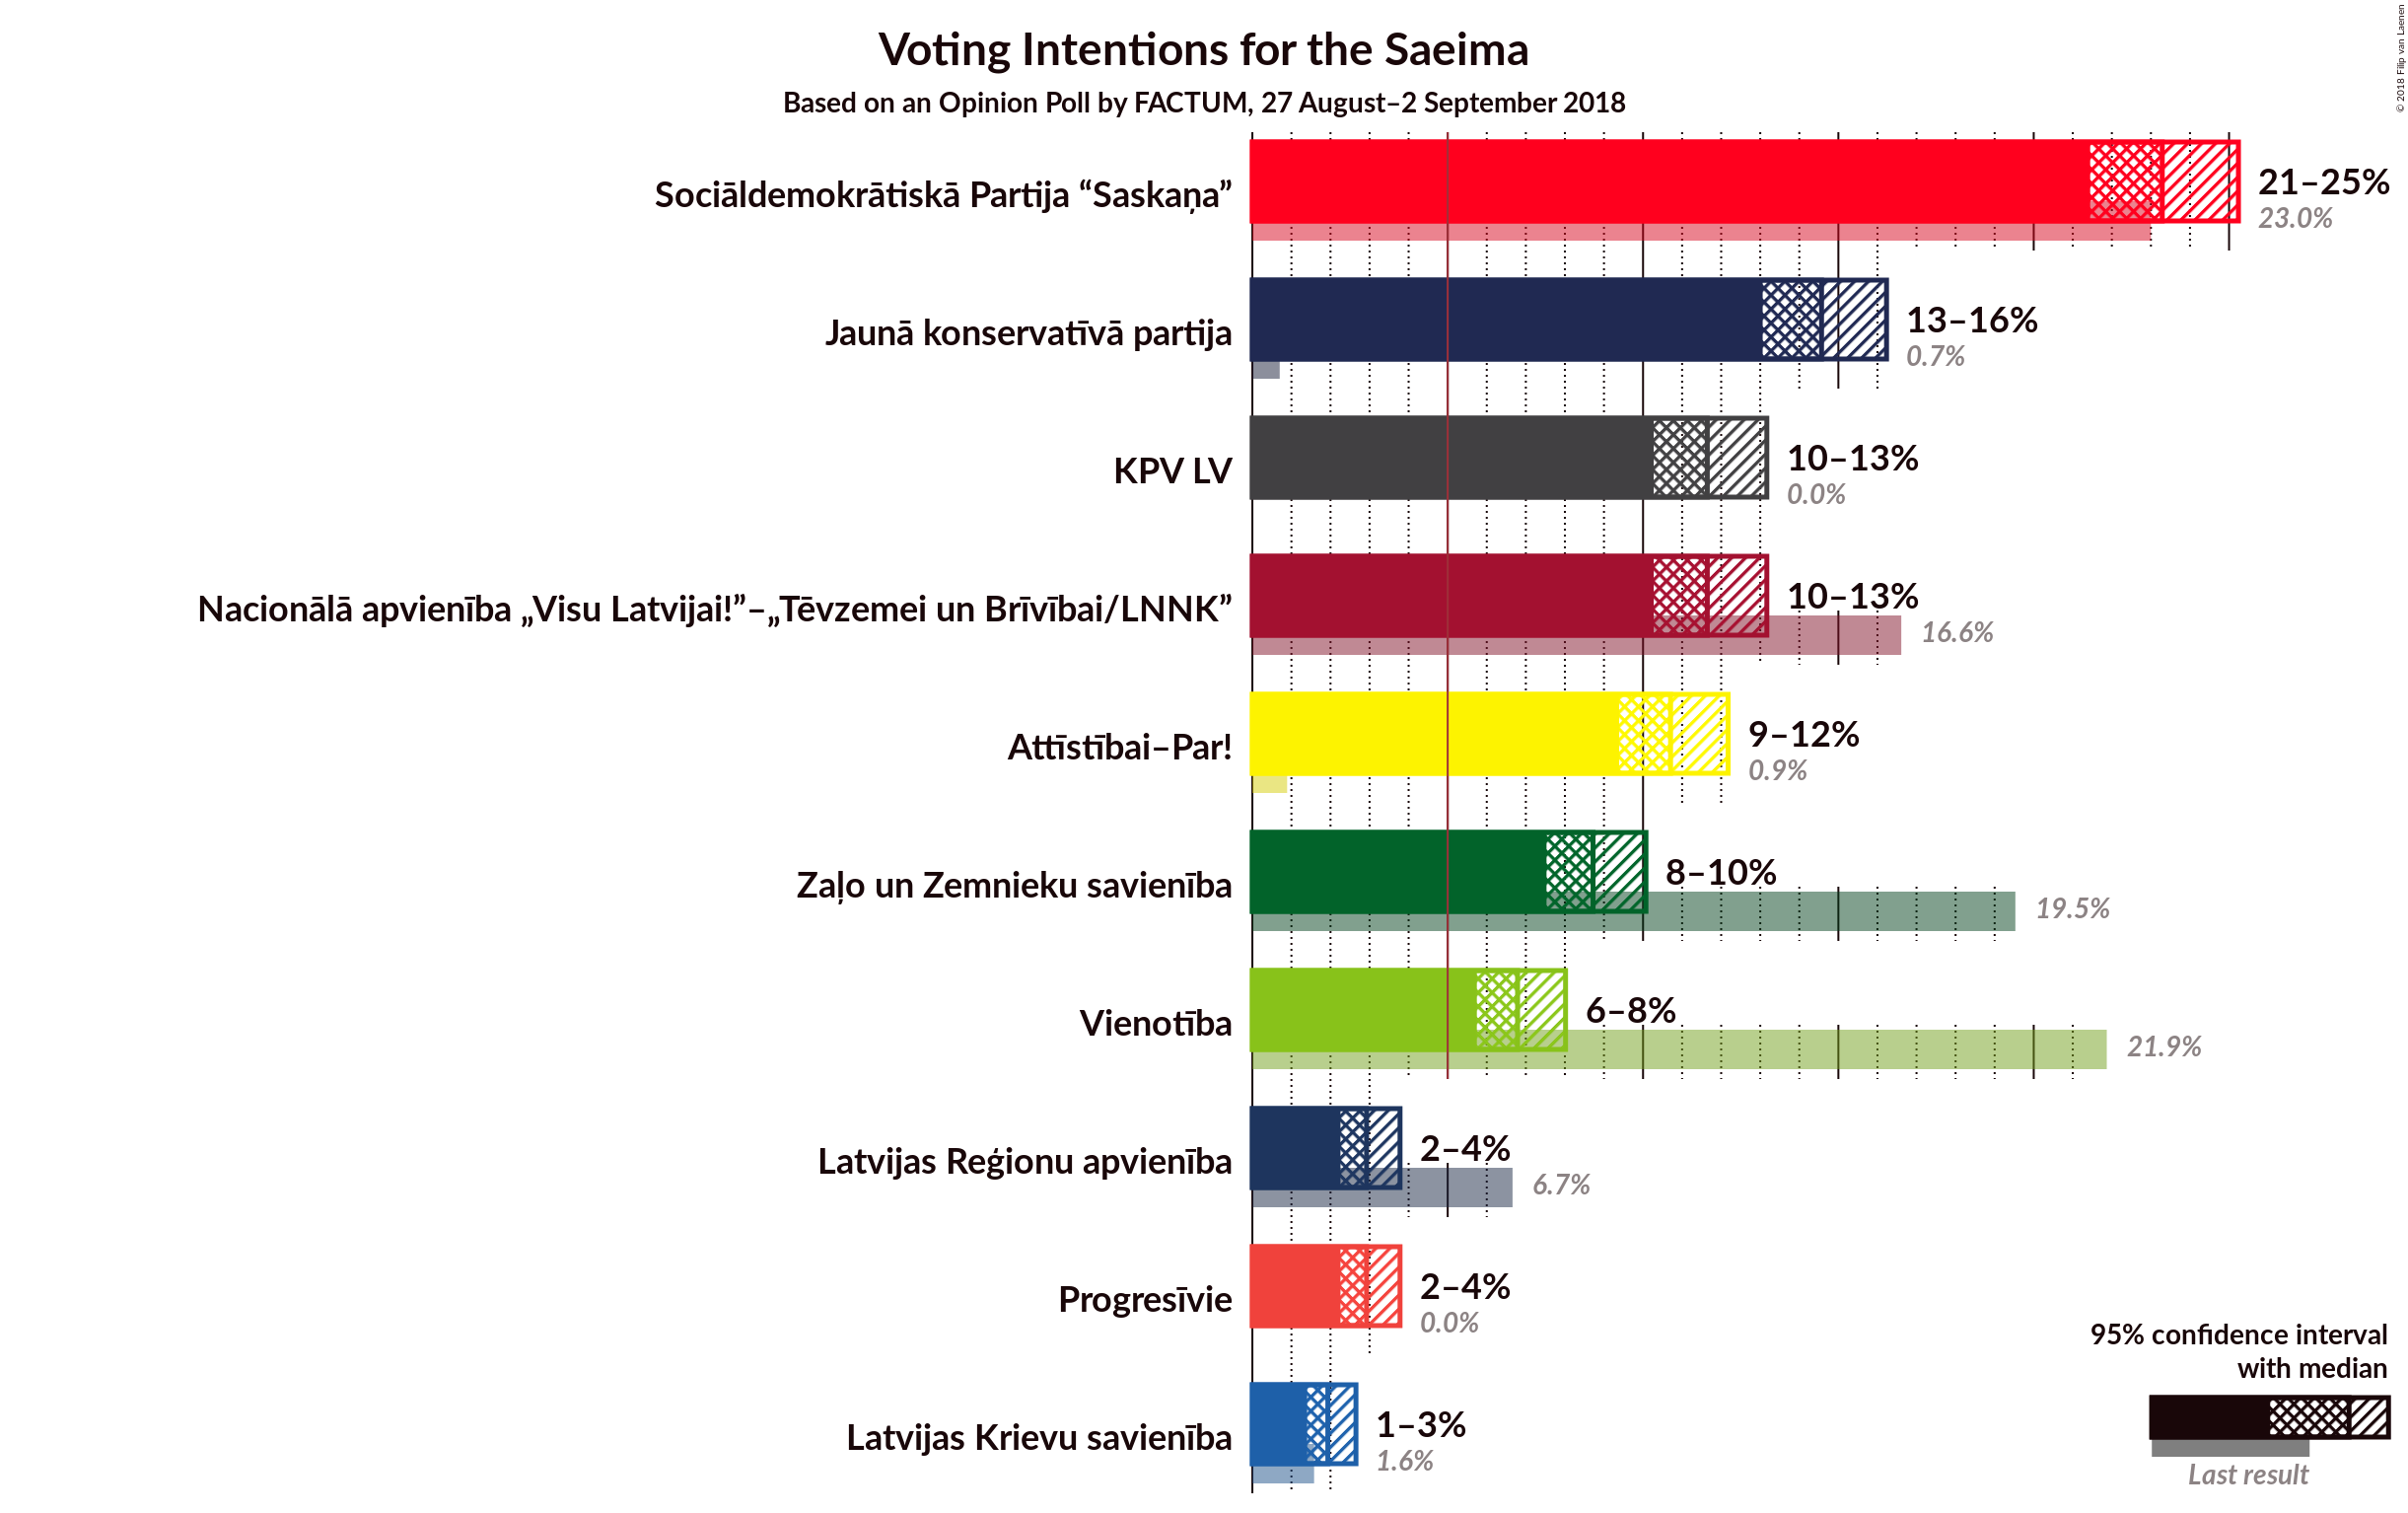 Voting Intentions for the Saeima
Based on an Opinion Poll by FACTUM, 27 August–2 September 2018
© 2018 Filip van Laenen
Sociāldemokrātiskā Partija “Saskaņa”
21–25%
23.0%
Jaunā konservatīvā partija
13–16%
0.7%
KPV LV
10–13%
0.0%
Nacionālā apvienība „Visu Latvijai!”–„Tēvzemei un Brīvībai/LNNK”
10–13%
16.6%
Attīstībai–Par!
9–12%
0.9%
Zaļo un Zemnieku savienība
8–10%
19.5%
Vienotība
6–8%
21.9%
Latvijas Reģionu apvienība
2–4%
6.7%
Progresīvie
2–4%
0.0%
Latvijas Krievu savienība
1–3%
1.6%
95% confidence interval
with median
Last result